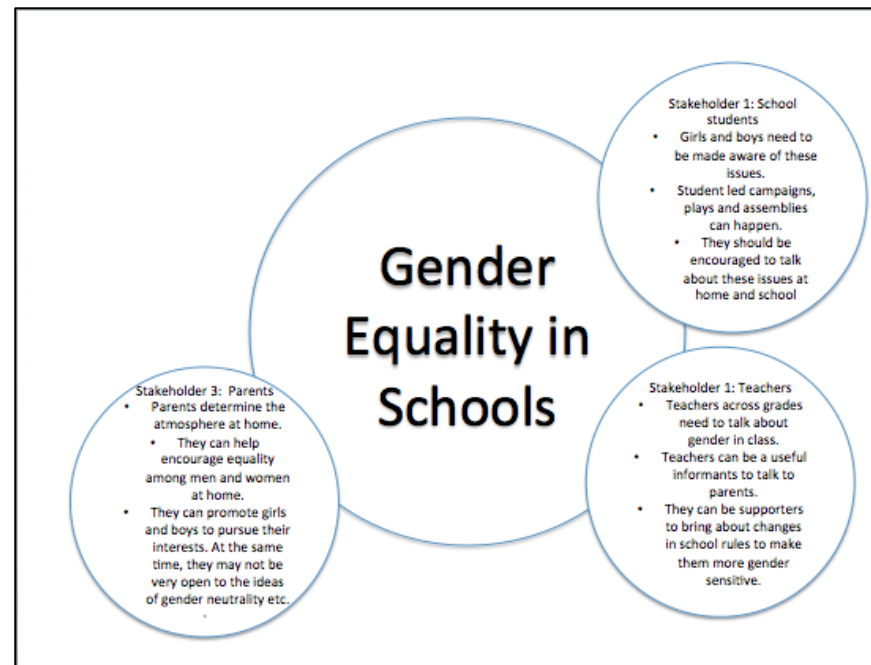 Gender
Equality in
Schools
Stakeholder 1: School
students
• Girls and boys need to
be made aware of these
issues.
• Student led campaigns,
plays and assemblies
can happen.
• They should be
encouraged to talk
about these issues at
home and school
Stakeholder 1: Teachers
• Teachers across grades
need to talk about
gender in class.
• Teachers can be a useful
informants to talk to
parents.
• They can be supporters
to bring about changes
in school rules to make
them more gender
sensitive.
Stakeholder 3: Parents
• Parents determine the
atmosphere at home.
• They can help
encourage equality
among men and women
at home.
• They can promote girls
and boys to pursue their
interests. At the same
time, they may not be
very open to the ideas
of gender neutrality etc.
•